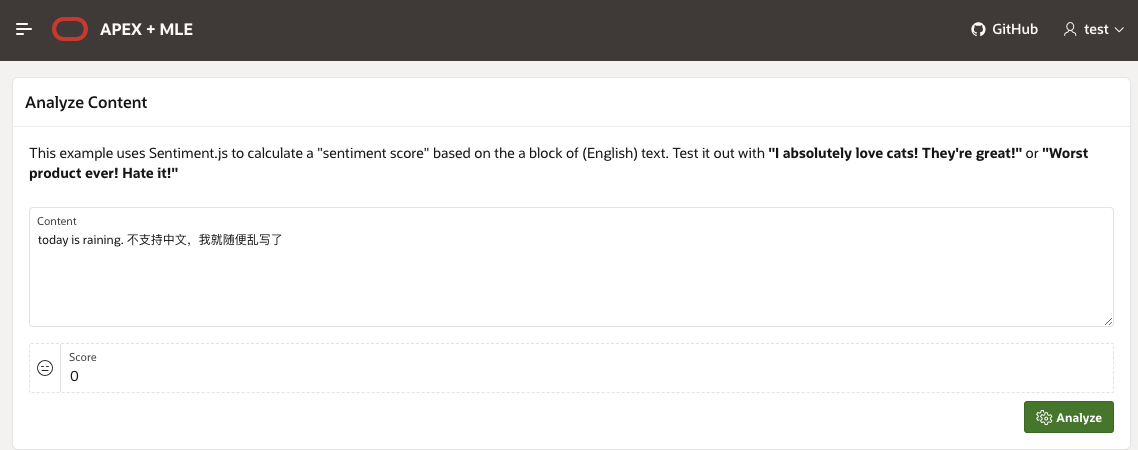 APEX + MLE
GitHub
test
Analyze Content
This example uses Sentiment.js to calculate a "sentiment score" based on the a block of (English) text. Test it out with "I absolutely love cats! They're great!" or "Worst
product ever! Hate it!"
Content
today is raining. 不支持中文，我就随便乱写了
Score
0
Analyze